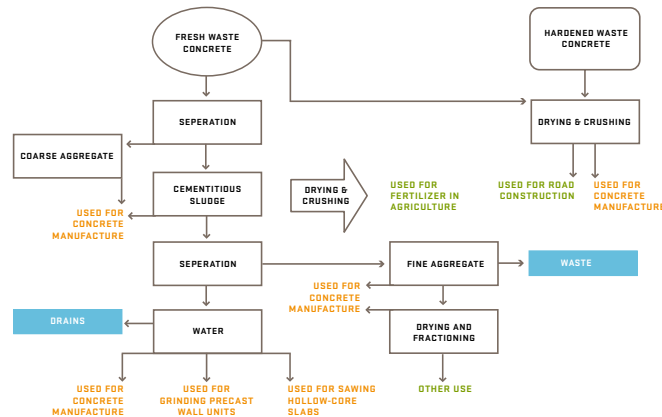 FRESH WASTE
CONCRETE
HARDENED WASTE
CONCRETE
SEPERATION
DRYING & CRUSHING
COARSE AGGREGATE
CEMENTITIOUS
SLUDGE
DRYING &
CRUSHING
USED FOR
FERTILIZER IN
AGRICULTURE
USED FOR ROAD
CONSTRUCTION
USED FOR
CONCRETE
MANUFACTURE
USED FOR
CONCRETE
MANUFACTURE
SEPERATION
FINE AGGREGATE
WASTE
USED FOR
CONCRETE
MANUFACTURE
DRAINS
WATER
DRYING AND
FRACTIONING
USED FOR
CONCRETE
MANUFACTURE
USED FOR
GRINDING PRECAST
WALL UNITS
USED FOR SAWING
HOLLOW-CORE
SLABS
OTHER USE